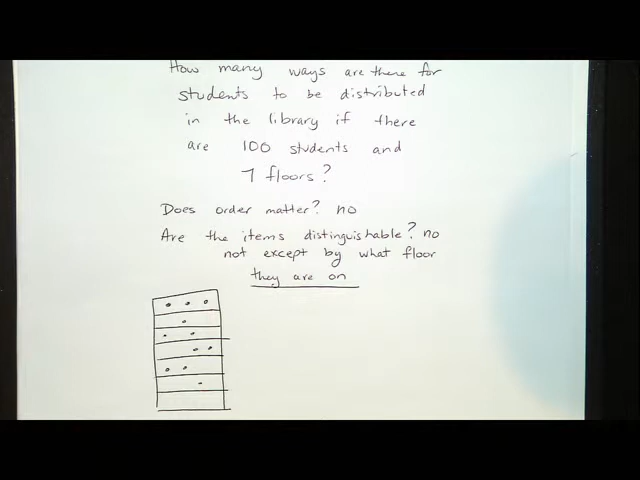 How many ways are there for
students to be distributed
in the library if there
are 100 students and
7 floors?
Does order matter? no
Are the items distinguishable? no
not except by what floor
they are on